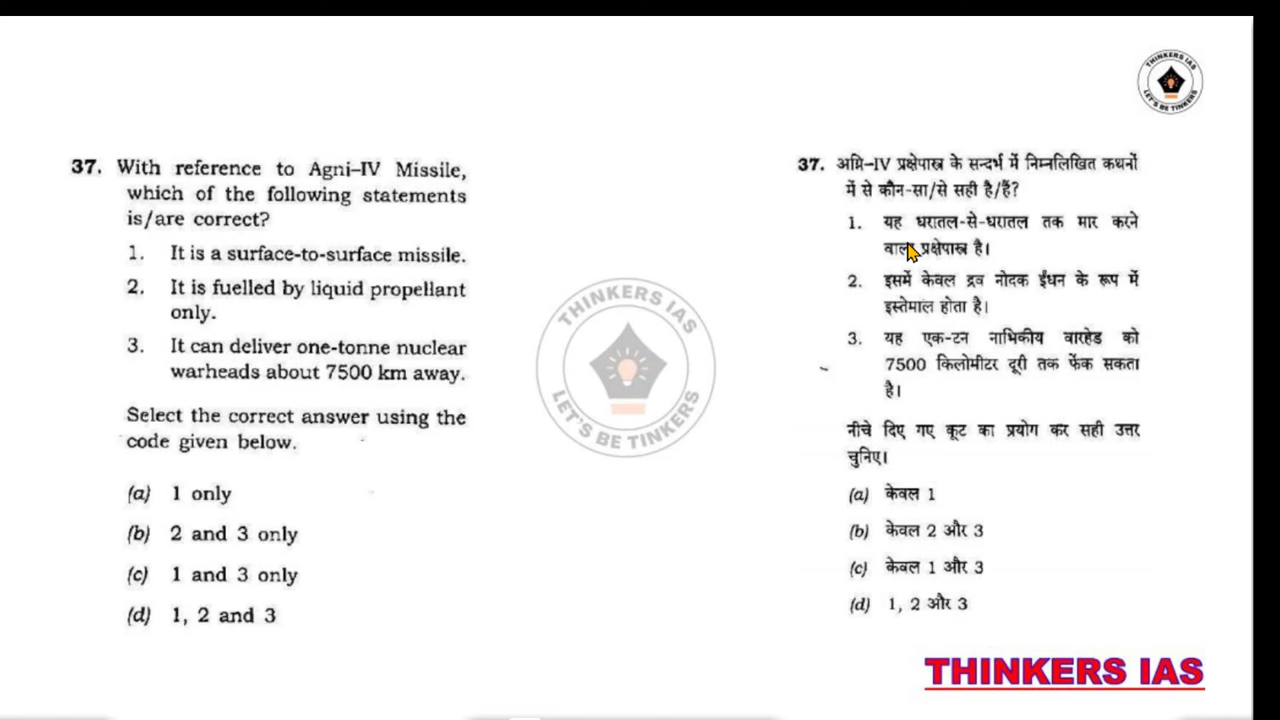 THINKERS IAS
LET'S BE TINKERS
37. With reference to Agni–IV Missile,
which of the following statements
is/are correct?
1. It is a surface-to-surface missile.
2. It is fuelled by liquid propellant
only.
3. It can deliver one-tonne nuclear
warheads about 7500 km away.
Select the correct answer using the
code given below.
(a) 1 only
(b) 2 and 3 only
(c) 1 and 3 only
(d) 1, 2 and 3
THINKERS IAS
LET'S BE TINKERS
37. अग्नि–IV प्रक्षेपास्त्र के सन्दर्भ में निम्नलिखित कथनों
में से कौन-सा/से सही है/हैं?
1. यह धरातल-से-धरातल तक मार करने
वाला प्रक्षेपास्त्र है।
2. इसमें केवल द्रव नोदक ईंधन के रूप में
इस्तेमाल होता है।
3. यह एक-टन नाभिकीय वारहेड को
7500 किलोमीटर दूरी तक फेंक सकता
है।
नीचे दिए गए कूट का प्रयोग कर सही उत्तर
चुनिए।
(a) केवल 1
(b) केवल 2 और 3
(c) केवल 1 और 3
(d) 1, 2 और 3
THINKERS IAS